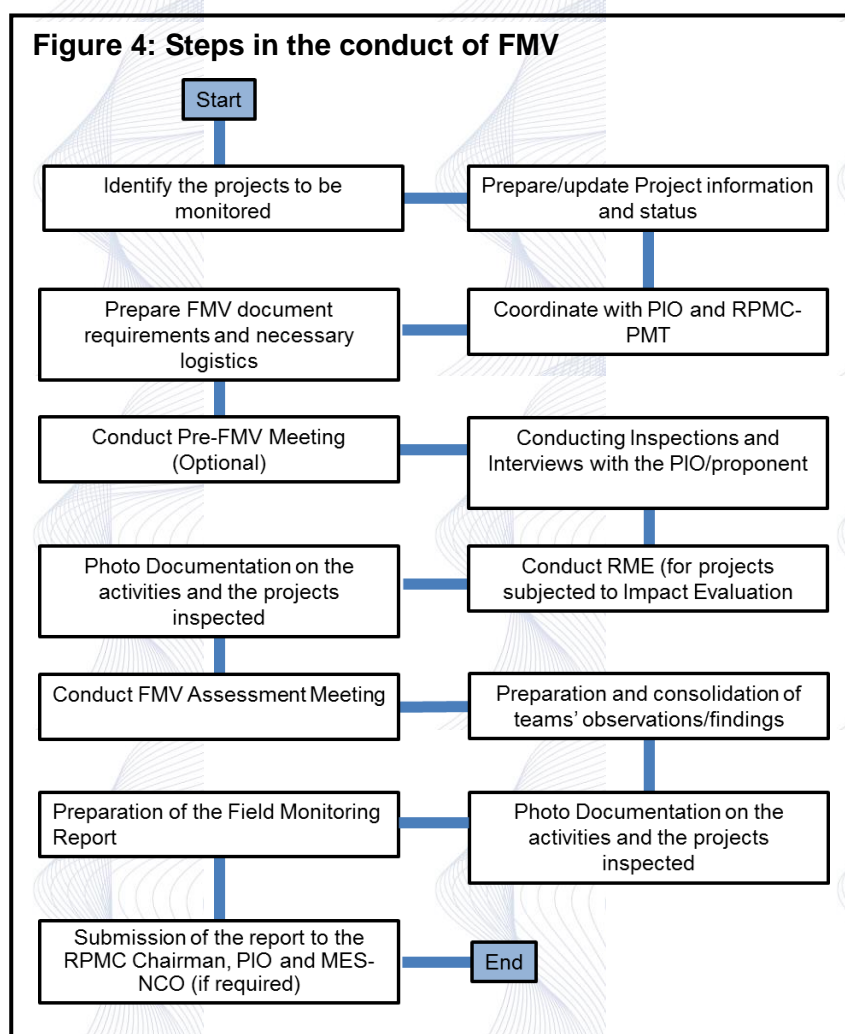 Figure 4: Steps in the conduct of FMV
Start
Identify the projects to be
monitored
Prepare/update Project information
and status
Coordinate with PIO and RPMC-
PMT
Prepare FMV document
requirements and necessary
logistics
Conduct Pre-FMV Meeting
(Optional)
Conducting Inspections and
Interviews with the PIO/proponent
Conduct RME (for projects
subjected to Impact Evaluation
Photo Documentation on the
activities and the projects
inspected
Conduct FMV Assessment Meeting
Preparation and consolidation of
teams’ observations/findings
Photo Documentation on the
activities and the projects
inspected
Preparation of the Field Monitoring
Report
Submission of the report to the
RPMC Chairman, PIO and MES-
NCO (if required)
End